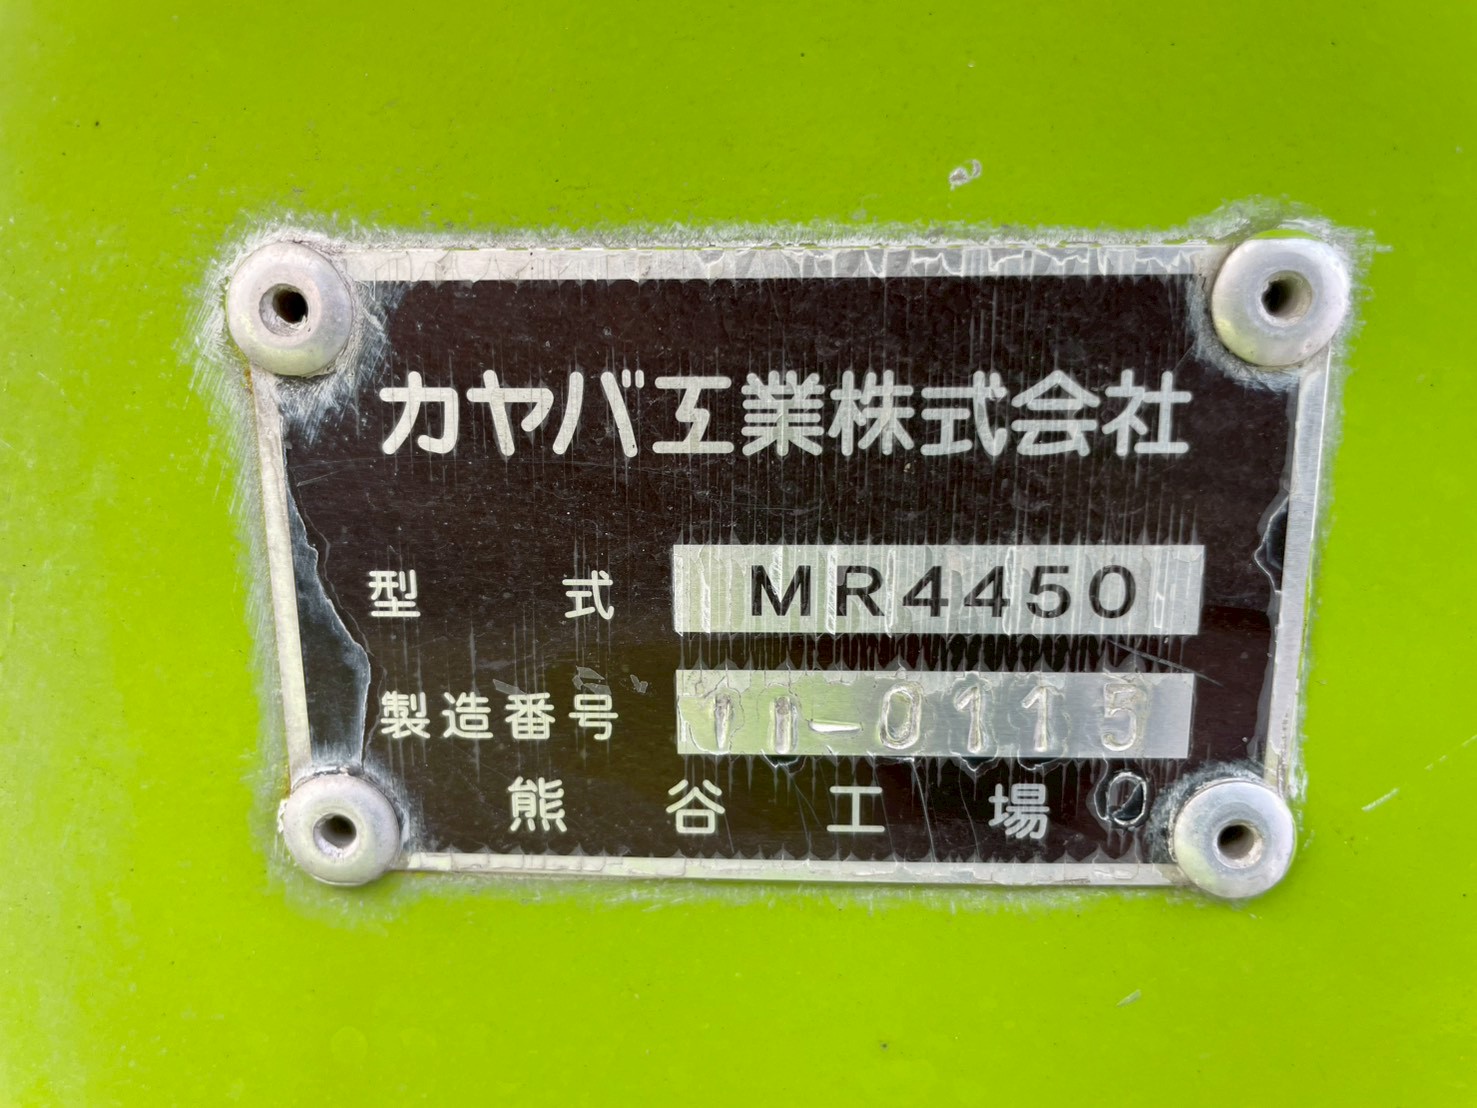 カヤバ工業株式会社
型式 MR4450
製造番号 11-0115
熊谷工場 0